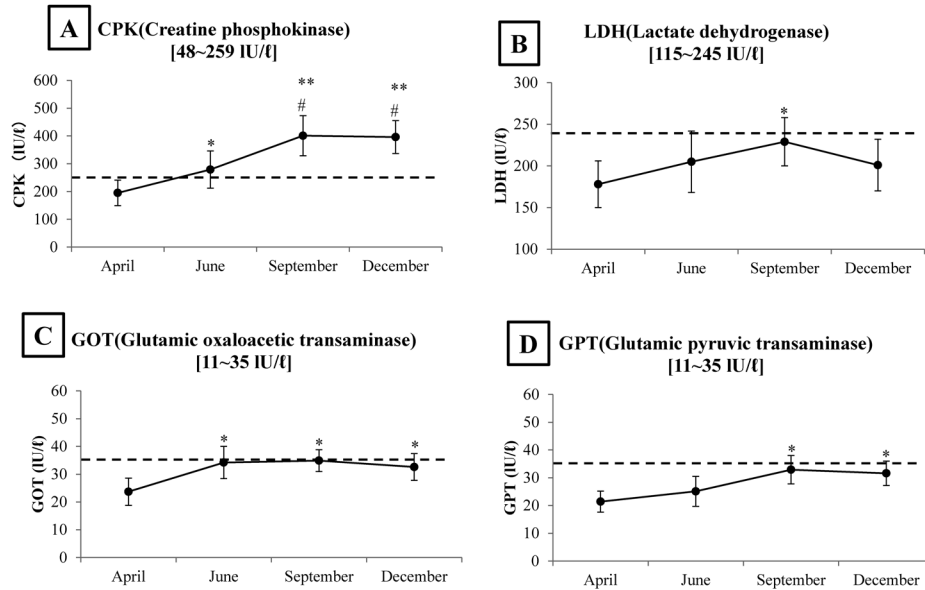 A
CPK(Creatine phosphokinase)
[48~259 lU/ℓ]
600
500
400
300
200
100
0
CPK (lU/ℓ)
*
**
#
**
#
April
June
September
December
B
LDH(Lactate dehydrogenase)
[115~245 lU/ℓ]
300
250
200
150
100
LDH (lU/ℓ)
*
April
June
September
December
C
GOT(Glutamic oxaloacetic transaminase)
[11~35 lU/ℓ]
60
50
40
30
20
10
0
GOT (lU/ℓ)
*
*
*
April
June
September
December
D
GPT(Glutamic pyruvic transaminase)
[11~35 lU/ℓ]
60
50
40
30
20
10
0
GPT (lU/ℓ)
*
*
April
June
September
December